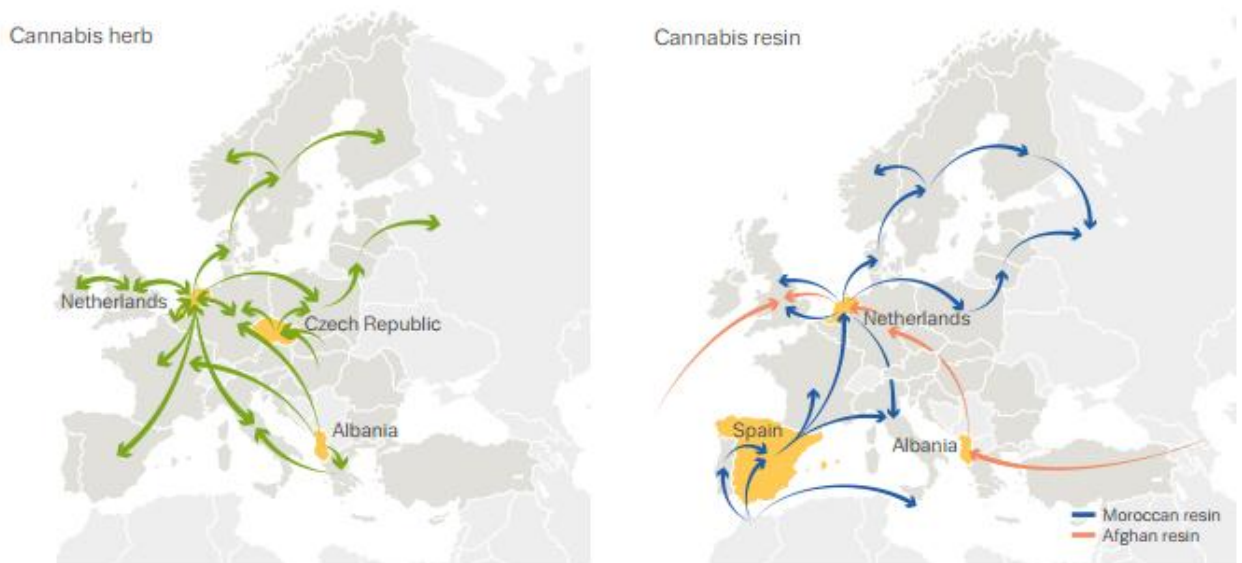 Cannabis herb
Netherlands
Czech Republic
Albania
Cannabis resin
Netherlands
Spain
Albania
Moroccan resin
Afghan resin